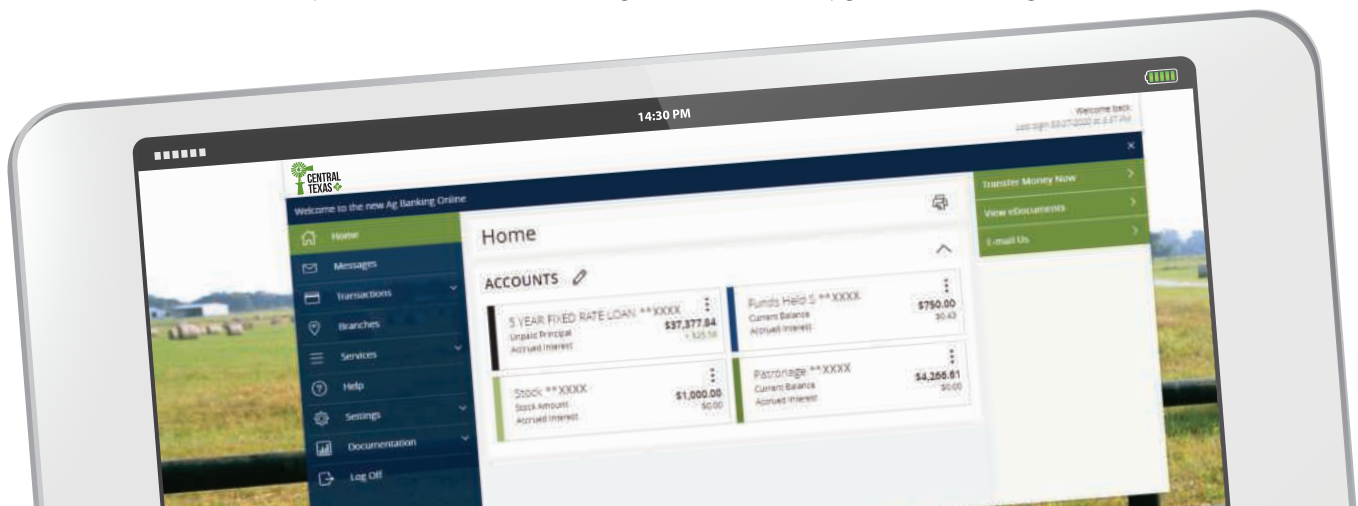 14:30 PM
CENTRAL
TEXAS
Welcome back
Welcome to the new Ag Banking Online
×
Home
Messages
Transactions
Branches
Services
Help
Settings
Documentation
Log Off
Home
ACCOUNTS
5 YEAR FIXED RATE LOAN **XXXX
Unpaid Principal $37,377.84
Accrued Interest
Funds Held S **XXXX
Current Balance $750.00
Accrued Interest $0.43
Stock **XXXX
Stock Amount $1,000.00
Accrued Interest $0.00
Patronage **XXXX
Current Balance $4,266.61
Accrued Interest $0.00
Transfer Money Now
View eDocuments
E-mail Us